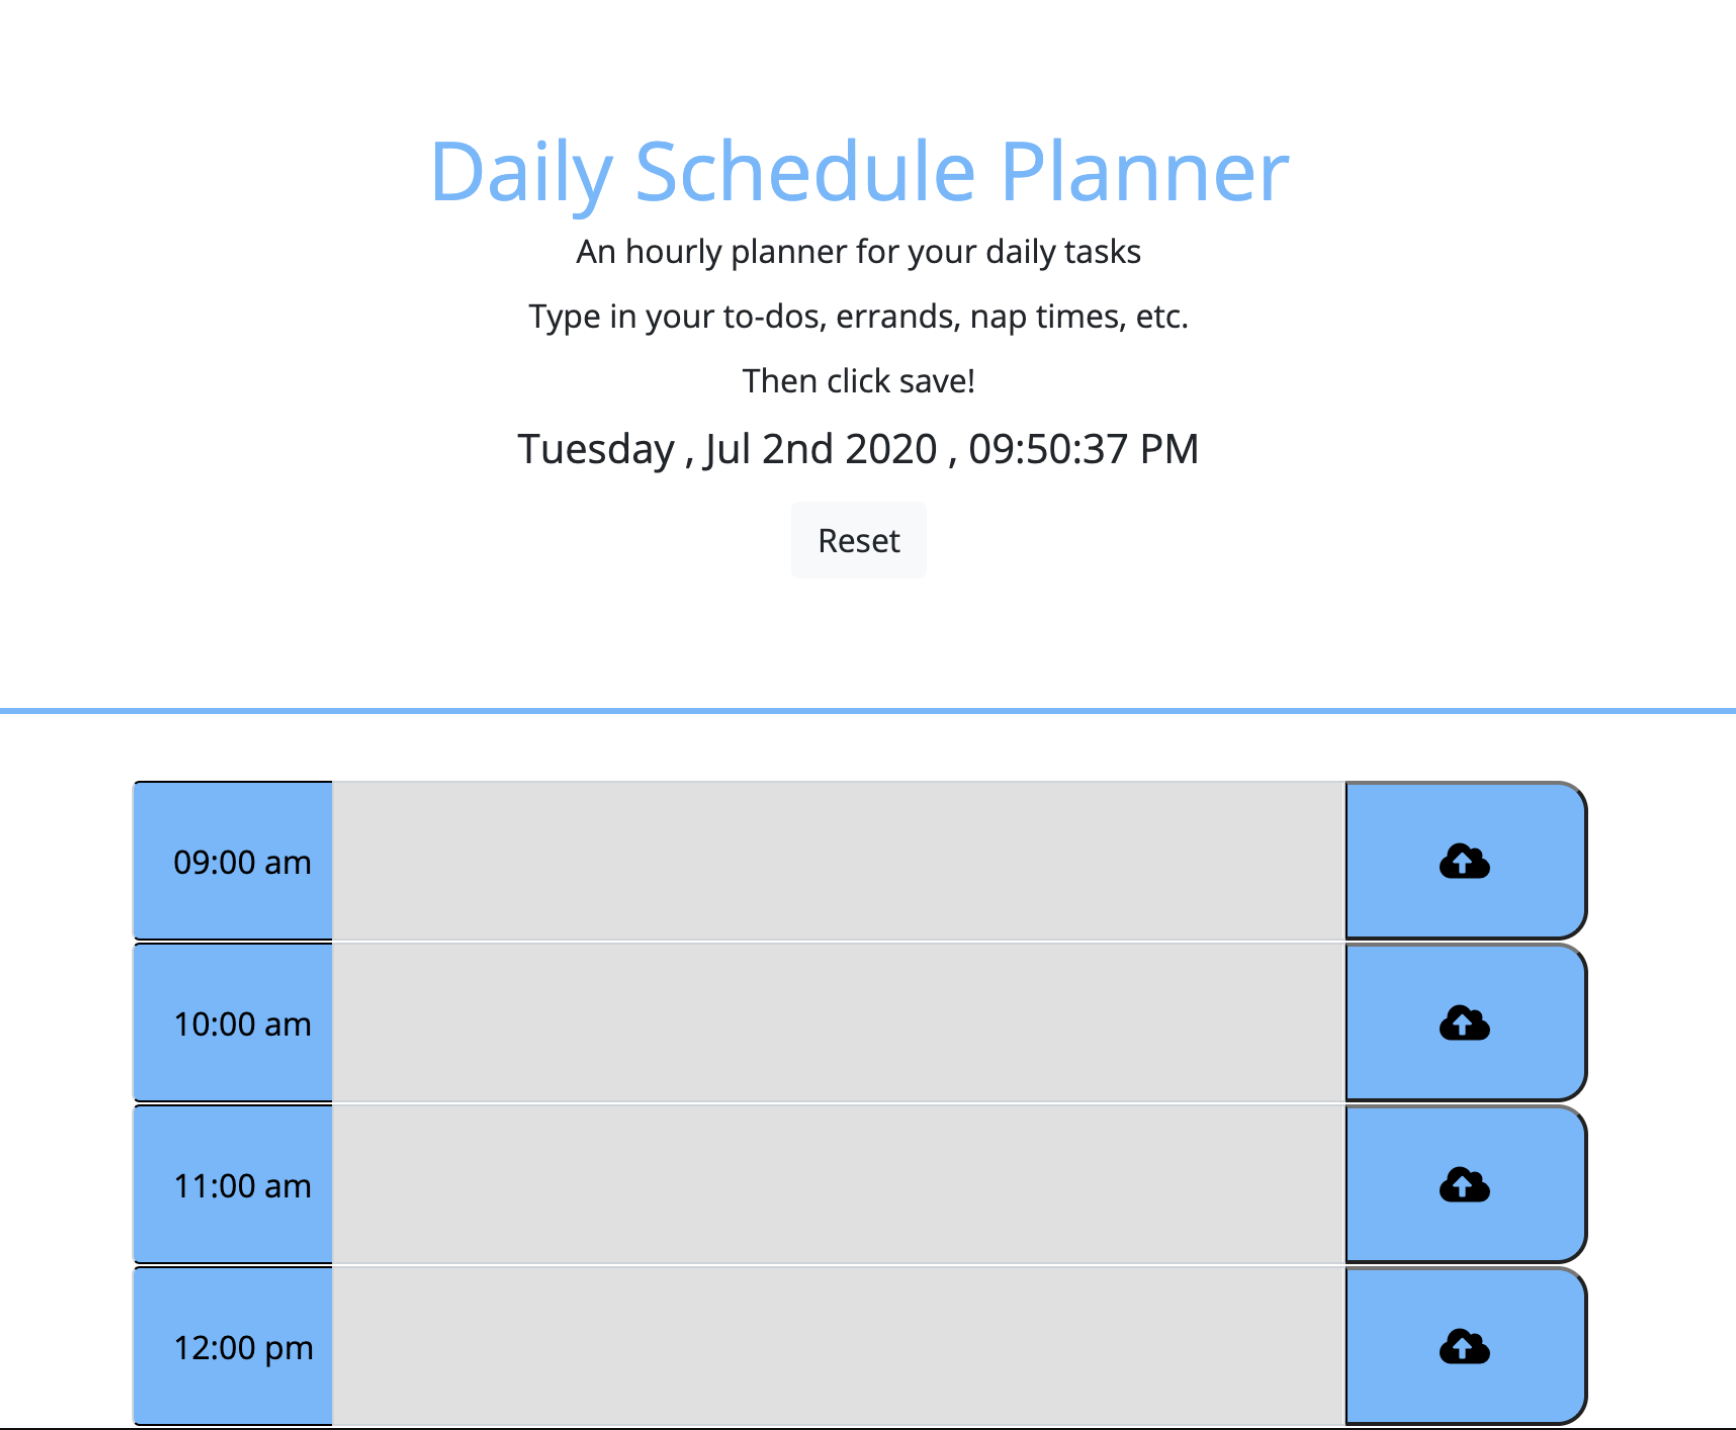 Daily Schedule Planner
An hourly planner for your daily tasks
Type in your to-dos, errands, nap times, etc.
Then click save!
Tuesday , Jul 2nd 2020 , 09:50:37 PM
Reset
09:00 am
10:00 am
11:00 am
12:00 pm